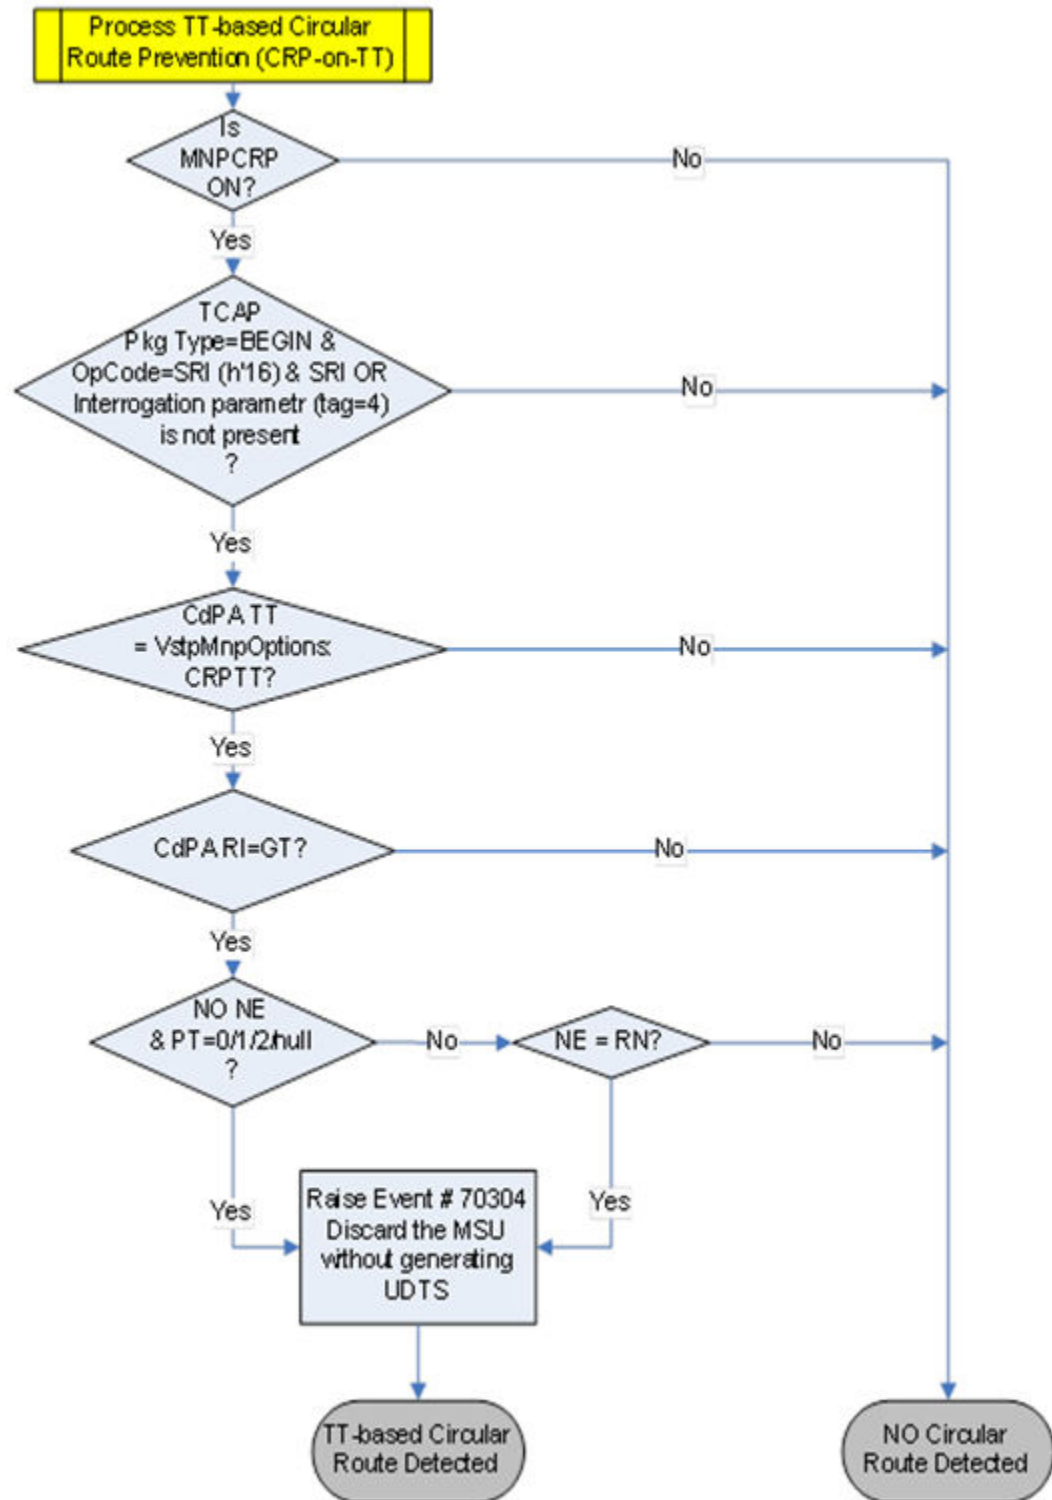 Process TT-based Circular
Route Prevention (CRP-on-TT)
Is
MNPCRP
ON?
No
Yes
TCAP
Pkg Type=BEGIN &
OpCode=SRI (h'16) & SRI OR
Interrogation parametr (tag=4)
is not present
?
No
Yes
CdPA TT
= VstpMnpOptions:
CRPTT?
No
Yes
CdPA RI=GT?
No
Yes
NO NE
& PT=0/1/2/null
?
No
NE = RN?
No
Yes
Raise Event # 70304
Discard the MSU
without generating
UDTS
Yes
TT-based Circular
Route Detected
NO Circular
Route Detected